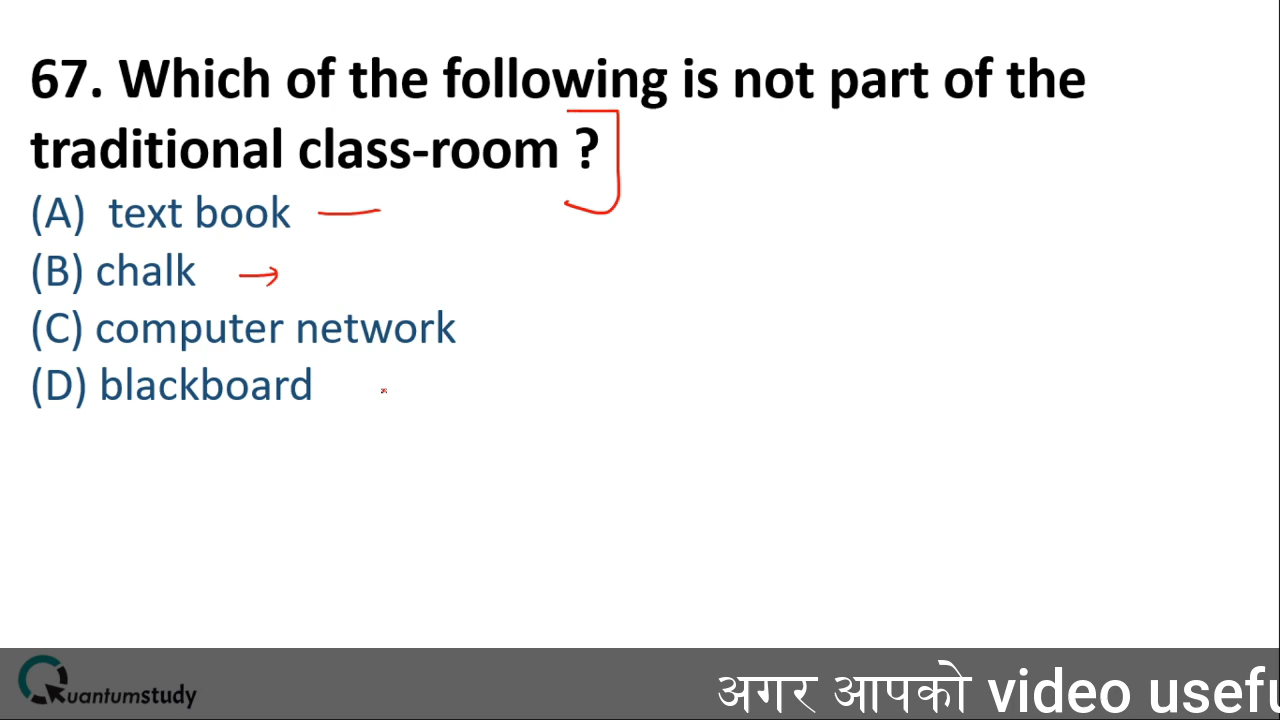 67. Which of the following is not part of the
traditional class-room ?
(A) text book
(B) chalk
(C) computer network
(D) blackboard
Quantumstudy
अगर आपको video usefu